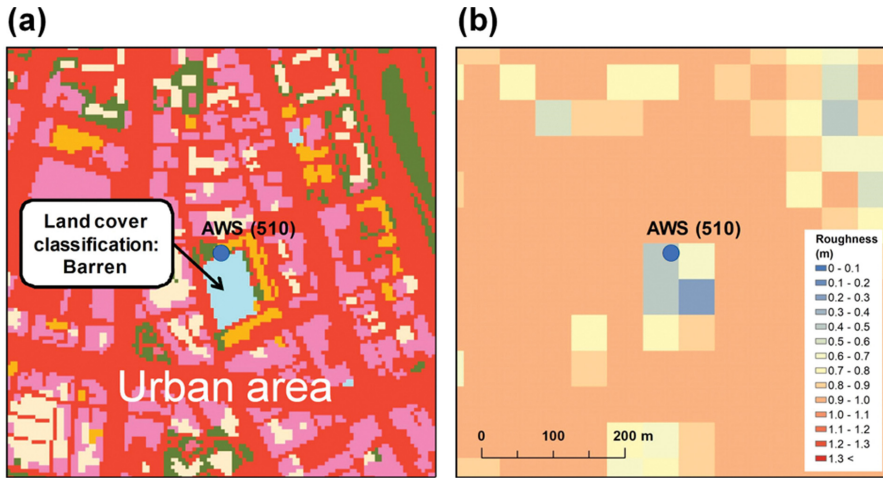 (a)
(b)
Land cover
classification:
Barren
AWS (510)
Urban area
AWS (510)
Roughness
(m)
0 - 0.1
0.1 - 0.2
0.2 - 0.3
0.3 - 0.4
0.4 - 0.5
0.5 - 0.6
0.6 - 0.7
0.7 - 0.8
0.8 - 0.9
0.9 - 1.0
1.0 - 1.1
1.1 - 1.2
1.2 - 1.3
1.3 <
0 100 200 m